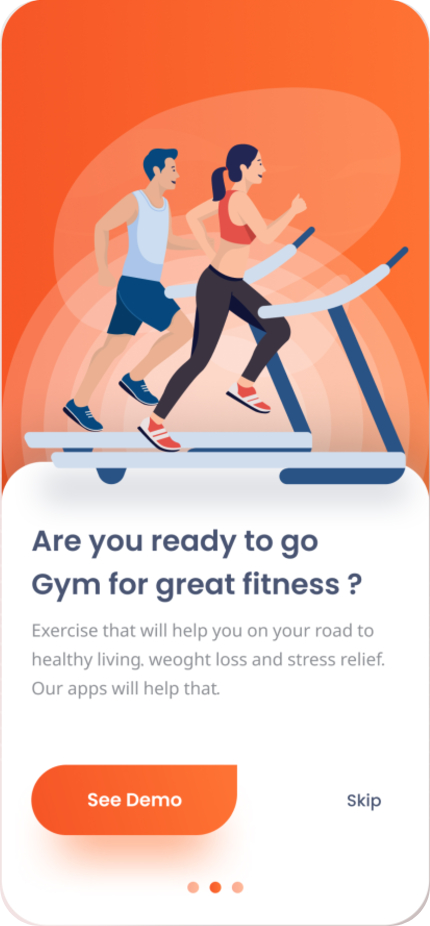 Are you ready to go
Gym for great fitness ?
Exercise that will help you on your road to
healthy living. weoght loss and stress relief.
Our apps will help that.
See Demo
Skip